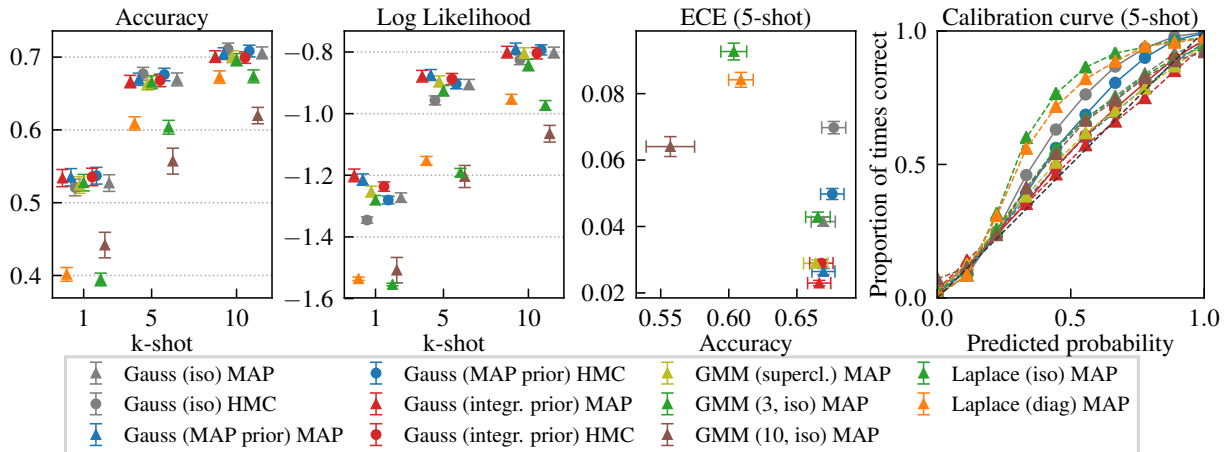 Accuracy
Log Likelihood
ECE (5-shot)
Calibration curve (5-shot)
0.7
0.6
0.5
0.4
1
5
10
k-shot
−0.8
−1.0
−1.2
−1.4
−1.6
1
5
10
k-shot
0.08
0.06
0.04
0.02
0.55
0.60
0.65
Accuracy
Proportion of times correct
1.0
0.5
0.0
0.0
0.5
1.0
Predicted probability
Gauss (iso) MAP
Gauss (iso) HMC
Gauss (MAP prior) MAP
Gauss (MAP prior) HMC
Gauss (integr. prior) MAP
Gauss (integr. prior) HMC
GMM (supercl.) MAP
GMM (3, iso) MAP
GMM (10, iso) MAP
Laplace (iso) MAP
Laplace (diag) MAP